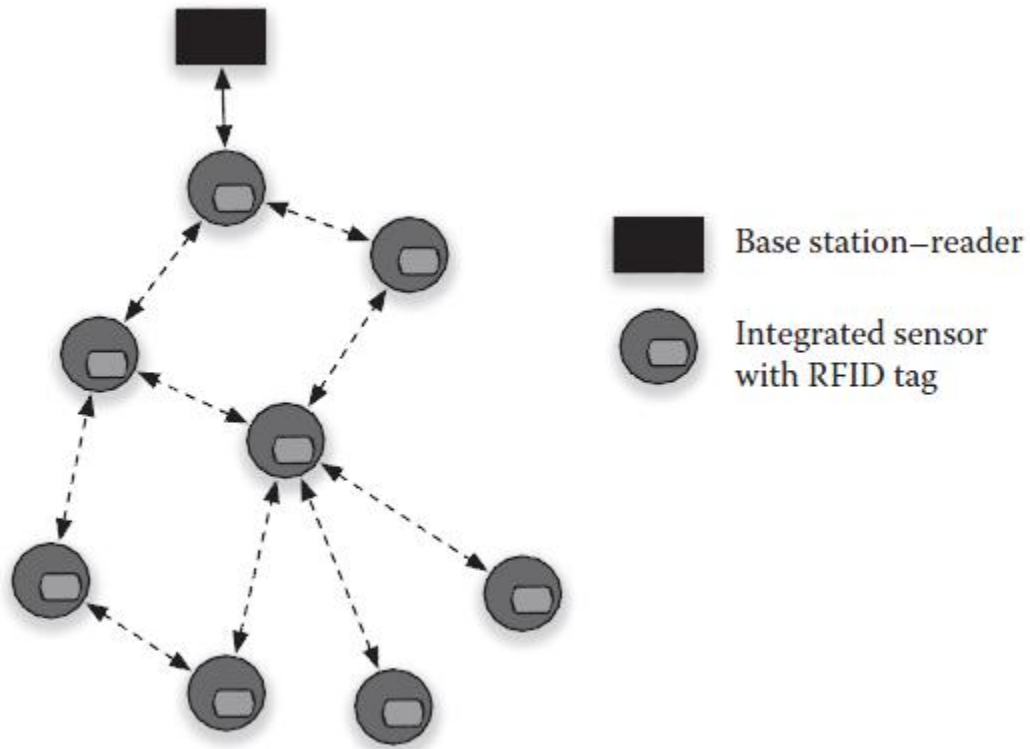 Base station–reader
Integrated sensor
with RFID tag